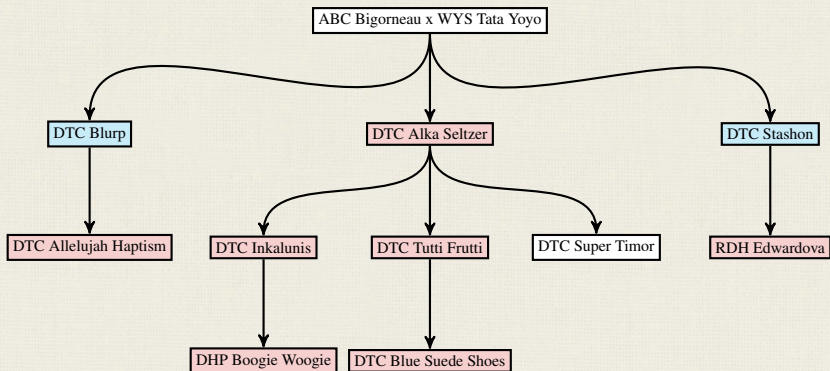 ABC Bigorneau x WYS Tata Yoyo
DTC Blurp
DTC Alka Seltzer
DTC Stashon
DTC Allelujah Haptism
DTC Inkalunis
DTC Tutti Frutti
DTC Super Timor
RDH Edwardova
DHP Boogie Woogie
DTC Blue Suede Shoes